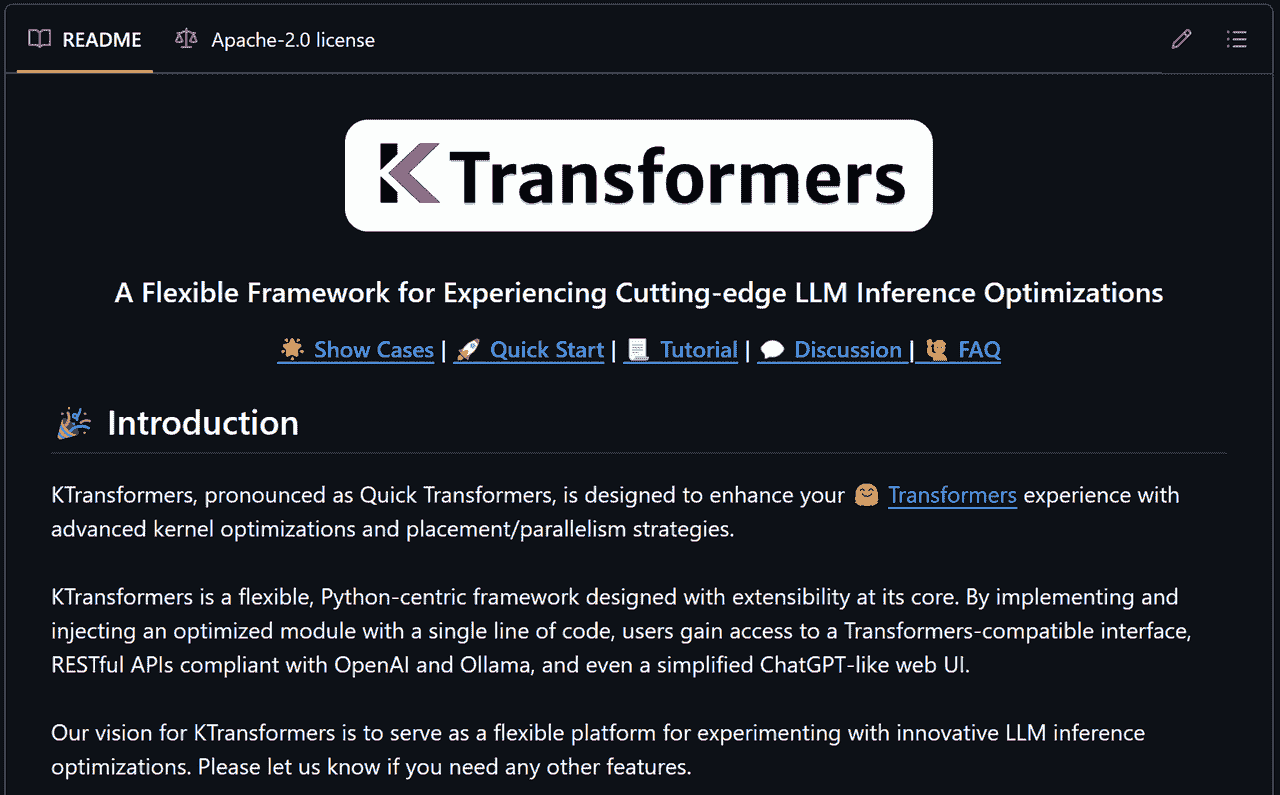 README Apache-2.0 license
KTransformers
A Flexible Framework for Experiencing Cutting-edge LLM Inference Optimizations
🌟 Show Cases | 🚀 Quick Start | 📃 Tutorial | 💬 Discussion | 🙋 FAQ
🎉 Introduction
KTransformers, pronounced as Quick Transformers, is designed to enhance your 🤗 Transformers experience with
advanced kernel optimizations and placement/parallelism strategies.
KTransformers is a flexible, Python-centric framework designed with extensibility at its core. By implementing and
injecting an optimized module with a single line of code, users gain access to a Transformers-compatible interface,
RESTful APIs compliant with OpenAI and Ollama, and even a simplified ChatGPT-like web UI.
Our vision for KTransformers is to serve as a flexible platform for experimenting with innovative LLM inference
optimizations. Please let us know if you need any other features.